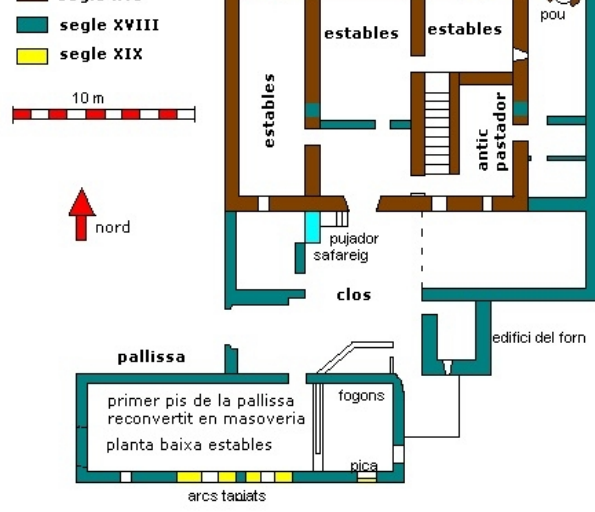 segle XVIII
segle XIX
10 m
nord
estables
estables
estables
pou
antic
pastador
pujador
safareig
clos
edifici del forn
pallissa
primer pis de la pallissa
reconvertit en masoveria
planta baixa estables
fogons
pica
arcs tapiats